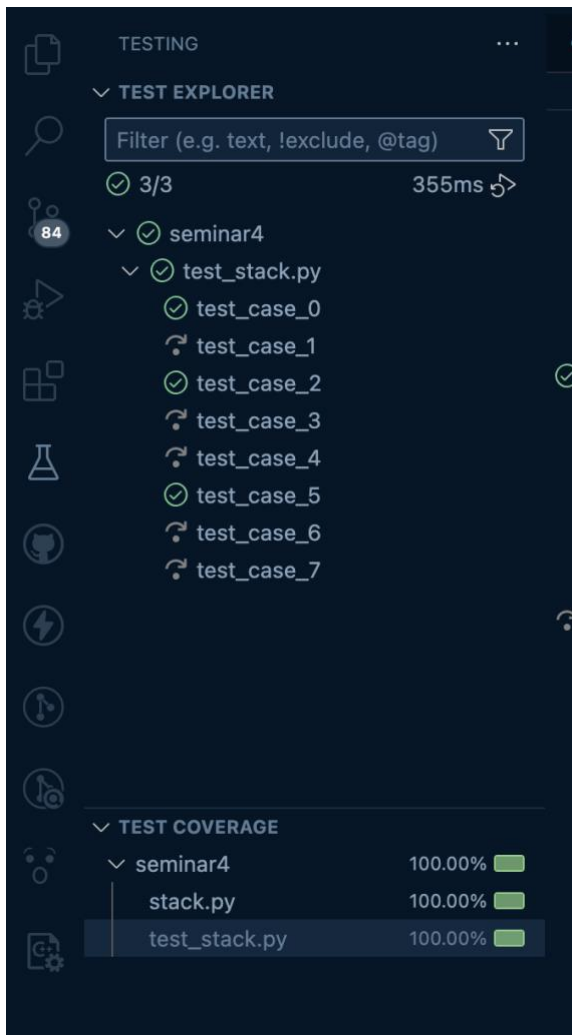 TESTING
TEST EXPLORER
Filter (e.g. text, !exclude, @tag)
3/3 355ms
84
seminar4
test_stack.py
test_case_0
test_case_1
test_case_2
test_case_3
test_case_4
test_case_5
test_case_6
test_case_7
TEST COVERAGE
seminar4 100.00%
stack.py 100.00%
test_stack.py 100.00%